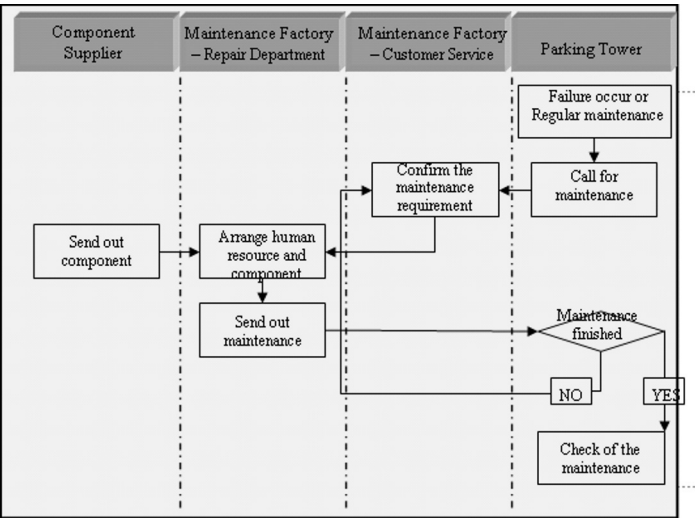 Component
Supplier
Maintenance Factory
– Repair Department
Maintenance Factory
– Customer Service
Parking Tower
Failure occur or
Regular maintenance
Call for
maintenance
Confirm the
maintenance
requirement
Send out
component
Arrange human
resource and
component
Send out
maintenance
Maintenance
finished
NO
YES
Check of the
maintenance